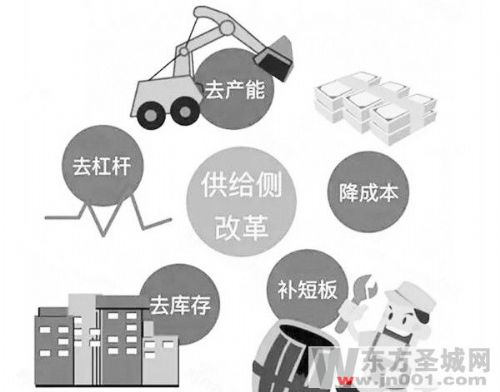 去产能
去杠杆
供给侧
改革
降成本
去库存
补短板
东方圣城网
www.jn001.com